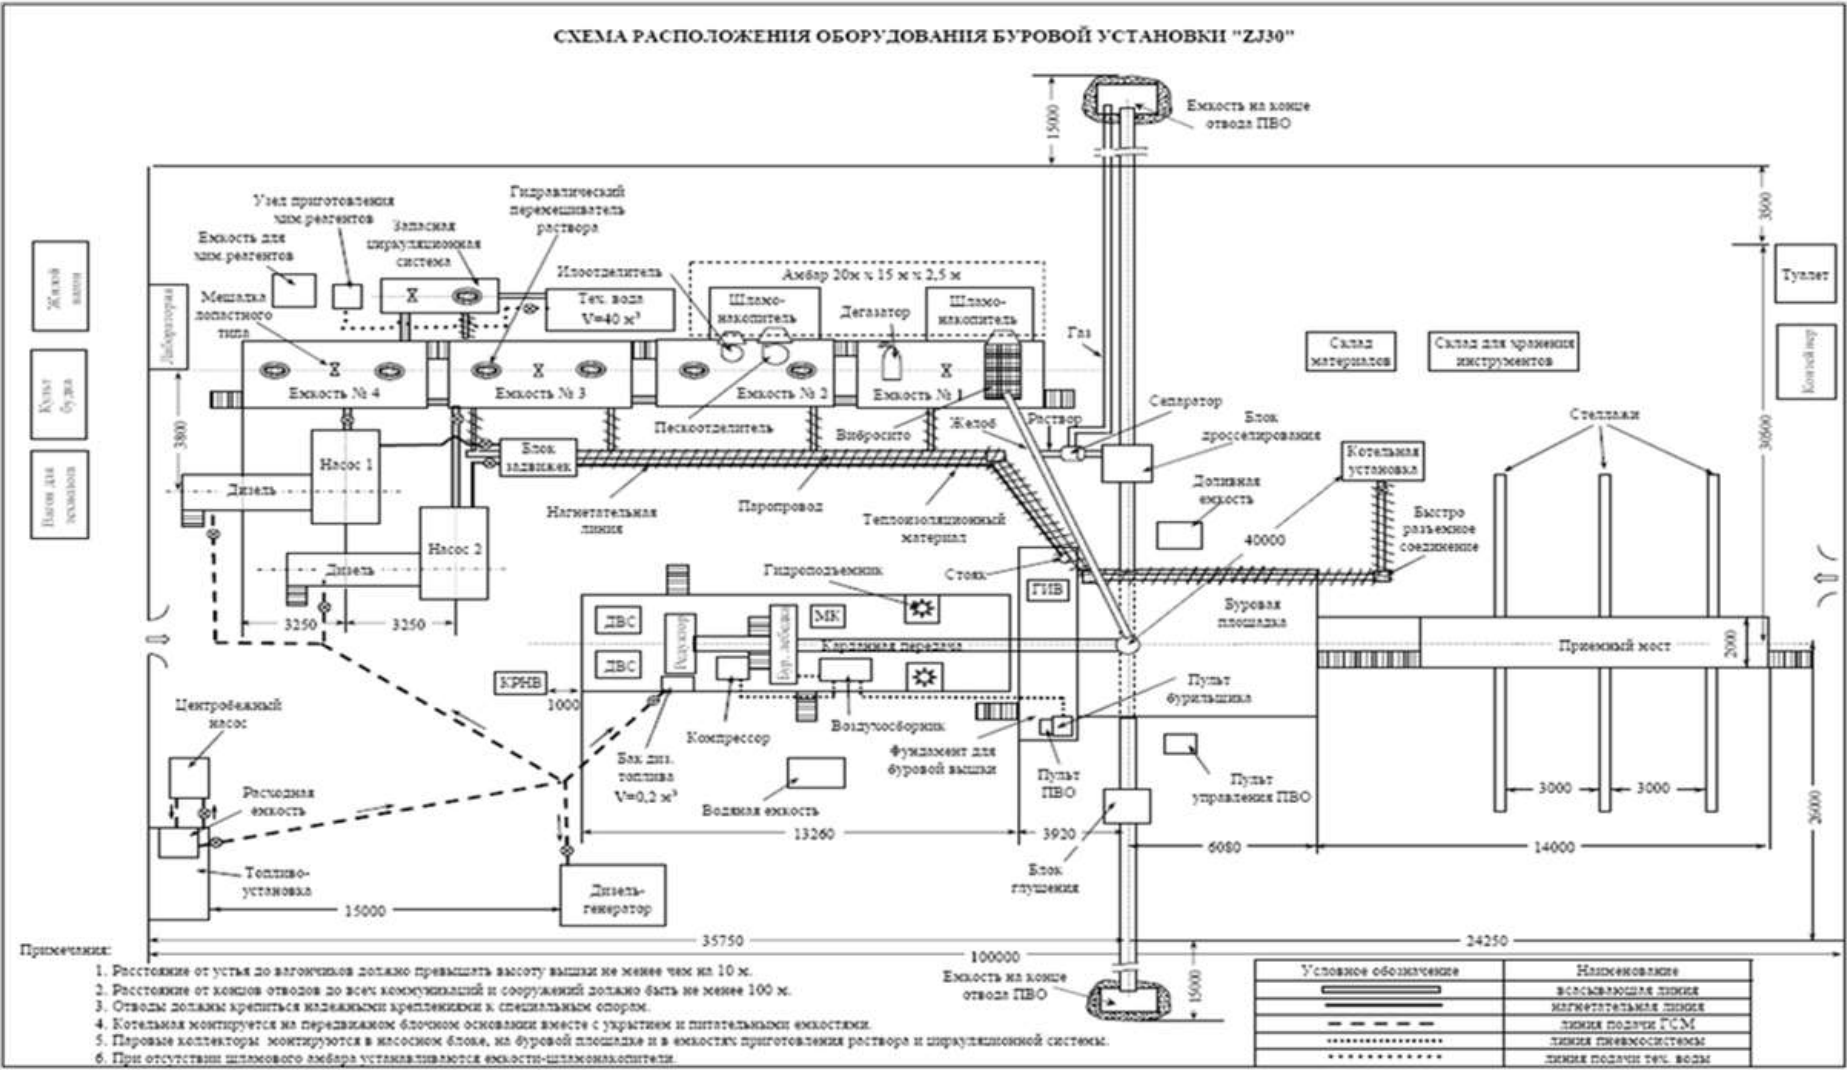 СХЕМА РАСПОЛОЖЕНИЯ ОБОРУДОВАНИЯ БУРОВОЙ УСТАНОВКИ "ZJ30"
15000
Емкость на конце
отвода ПВО
3500
Узел приготовления
хим.реагентов
Гидравлический
перемешиватель
раствора
Запасная
циркуляционная
система
Емкость для
хим.реагентов
Илоотделитель
Амбар 20м х 15 м х 2,5 м
Туалет
Жилой
вагон
Лаборатория
Мешалка
лопастного
типа
Тех. вода
V=40 м³
Шламо-
накопитель
Дегазатор
Шламо-
накопитель
Газ
Склад
материалов
Склад для хранения
инструментов
Контейнер
Культ
будка
Емкость № 4
Емкость № 3
Емкость № 2
Емкость № 1
Пескоотделитель
Вибросито
Желоб
Раствор
Сепаратор
Блок
дросселирования
Стеллажи
30500
3800
Насос 1
Блок
задвижек
Котельная
установка
Вагон для
Дизель
Нагнетательная
линия
Паропровод
Теплоизоляционный
материал
Доливная
емкость
Быстро
разъемное
соединение
40000
Насос 2
Дизель
Гидроподъемник
Стояк
ГИВ
Буровая
площадка
3250
3250
ДВС
Редуктор
Бур. лебедка
МК
Карданная передача
ДВС
Приемный мост
2000
КРНВ
1000
Пульт
бурильщика
Центробежный
насос
Компрессор
Воздухосборник
Фундамент для
буровой вышки
Бак диз.
топлива
V=0,2 м³
Водяная емкость
Пульт
ПВО
Пульт
управления ПВО
3000
3000
26000
Расходная
емкость
13260
3920
6080
14000
Блок
глушения
Топливо-
установка
15000
Дизель-
генератор
35750
24250
100000
Емкость на конце
отвода ПВО
15000
Примечания:
1. Расстояние от устья до вагончиков должно превышать высоту вышки не менее чем на 10 м.
2. Расстояние от концов отводов до всех коммуникаций и сооружений должно быть не менее 100 м.
3. Отводы должны крепиться надежными креплениями к специальным опорам.
4. Котельная монтируется на передвижном блочном основании вместе с укрытием и питательными емкостями.
5. Паровые коллекторы монтируются в насосном блоке, на буровой площадке и в емкостях приготовления раствора и циркуляционной системы.
6. При отсутствии шламового амбара устанавливаются емкости-шламонакопители.
Условное обозначение Наименование
всасывающая линия
нагнетательная линия
линия подачи ГСМ
линия пневмосистемы
линия подачи тех. воды